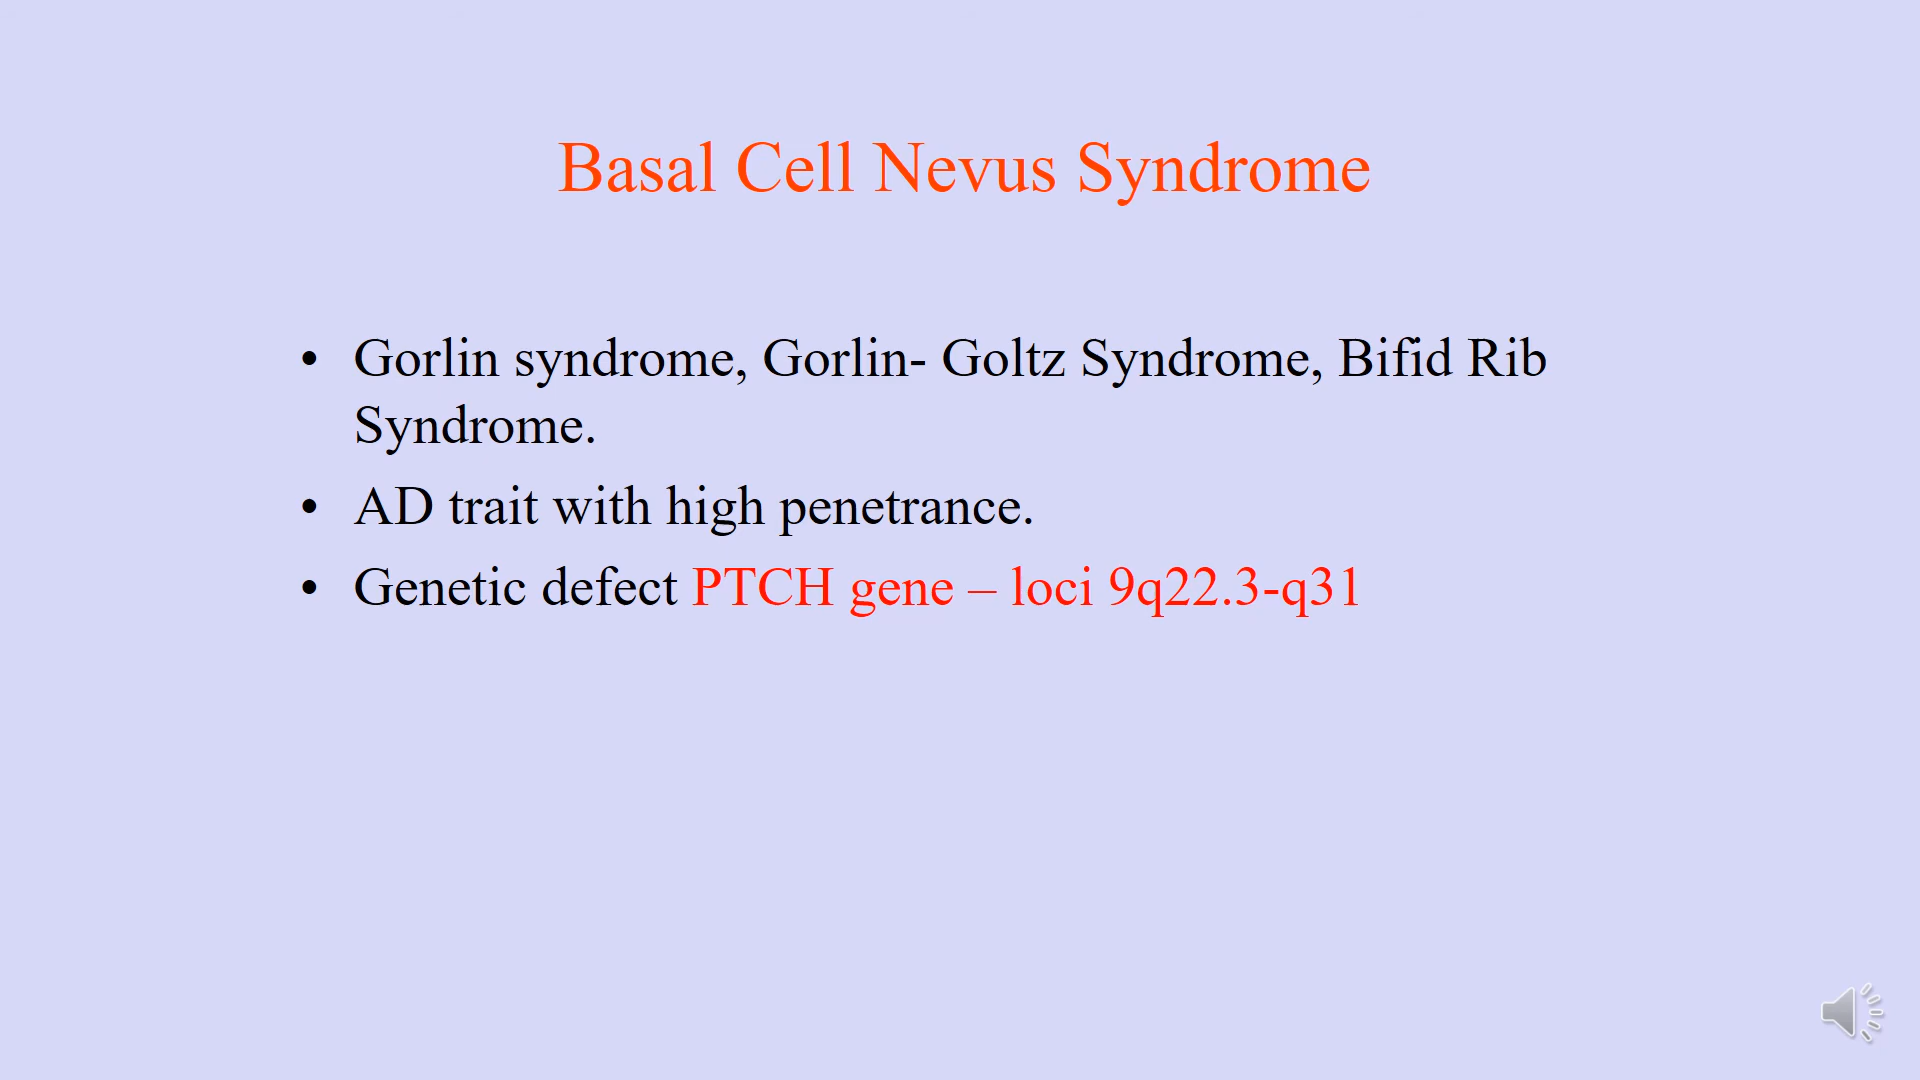 Basal Cell Nevus Syndrome
• Gorlin syndrome, Gorlin- Goltz Syndrome, Bifid Rib
Syndrome.
• AD trait with high penetrance.
• Genetic defect PTCH gene – loci 9q22.3-q31